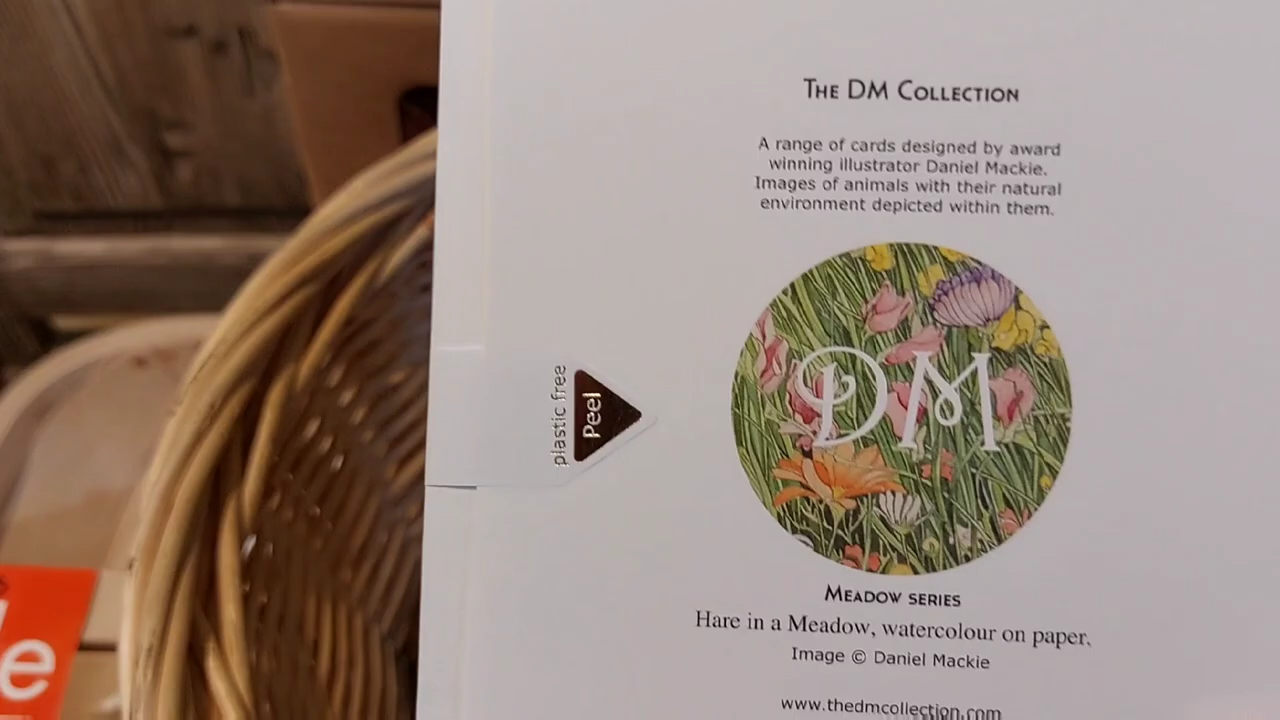 THE DM COLLECTION
A range of cards designed by award
winning illustrator Daniel Mackie.
Images of animals with their natural
environment depicted within them.
plastic free
Peel
DM
MEADOW SERIES
Hare in a Meadow, watercolour on paper.
Image © Daniel Mackie
www.thedmcollection.com
e